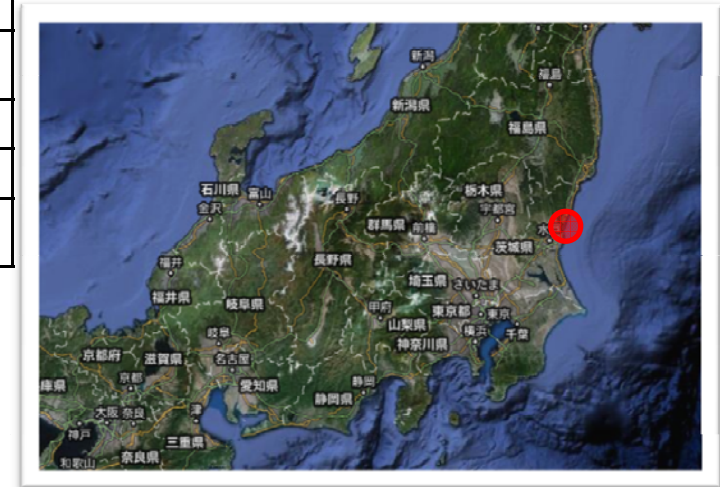 新潟
福島
新潟県
福島県
石川県
富山
長野
栃木県
金沢
宇都宮
群馬県
前橋
水
茨城県
福井
長野県
埼玉県
さいたま
福井県
岐阜県
甲府
東京都
東京
山梨県
横浜
千葉
岐阜
神奈川県
京都府
滋賀県
名古屋
京都
静岡
庫県
愛知県
静岡県
大阪
奈良
津
神戸
三重県
奈良県
和歌山